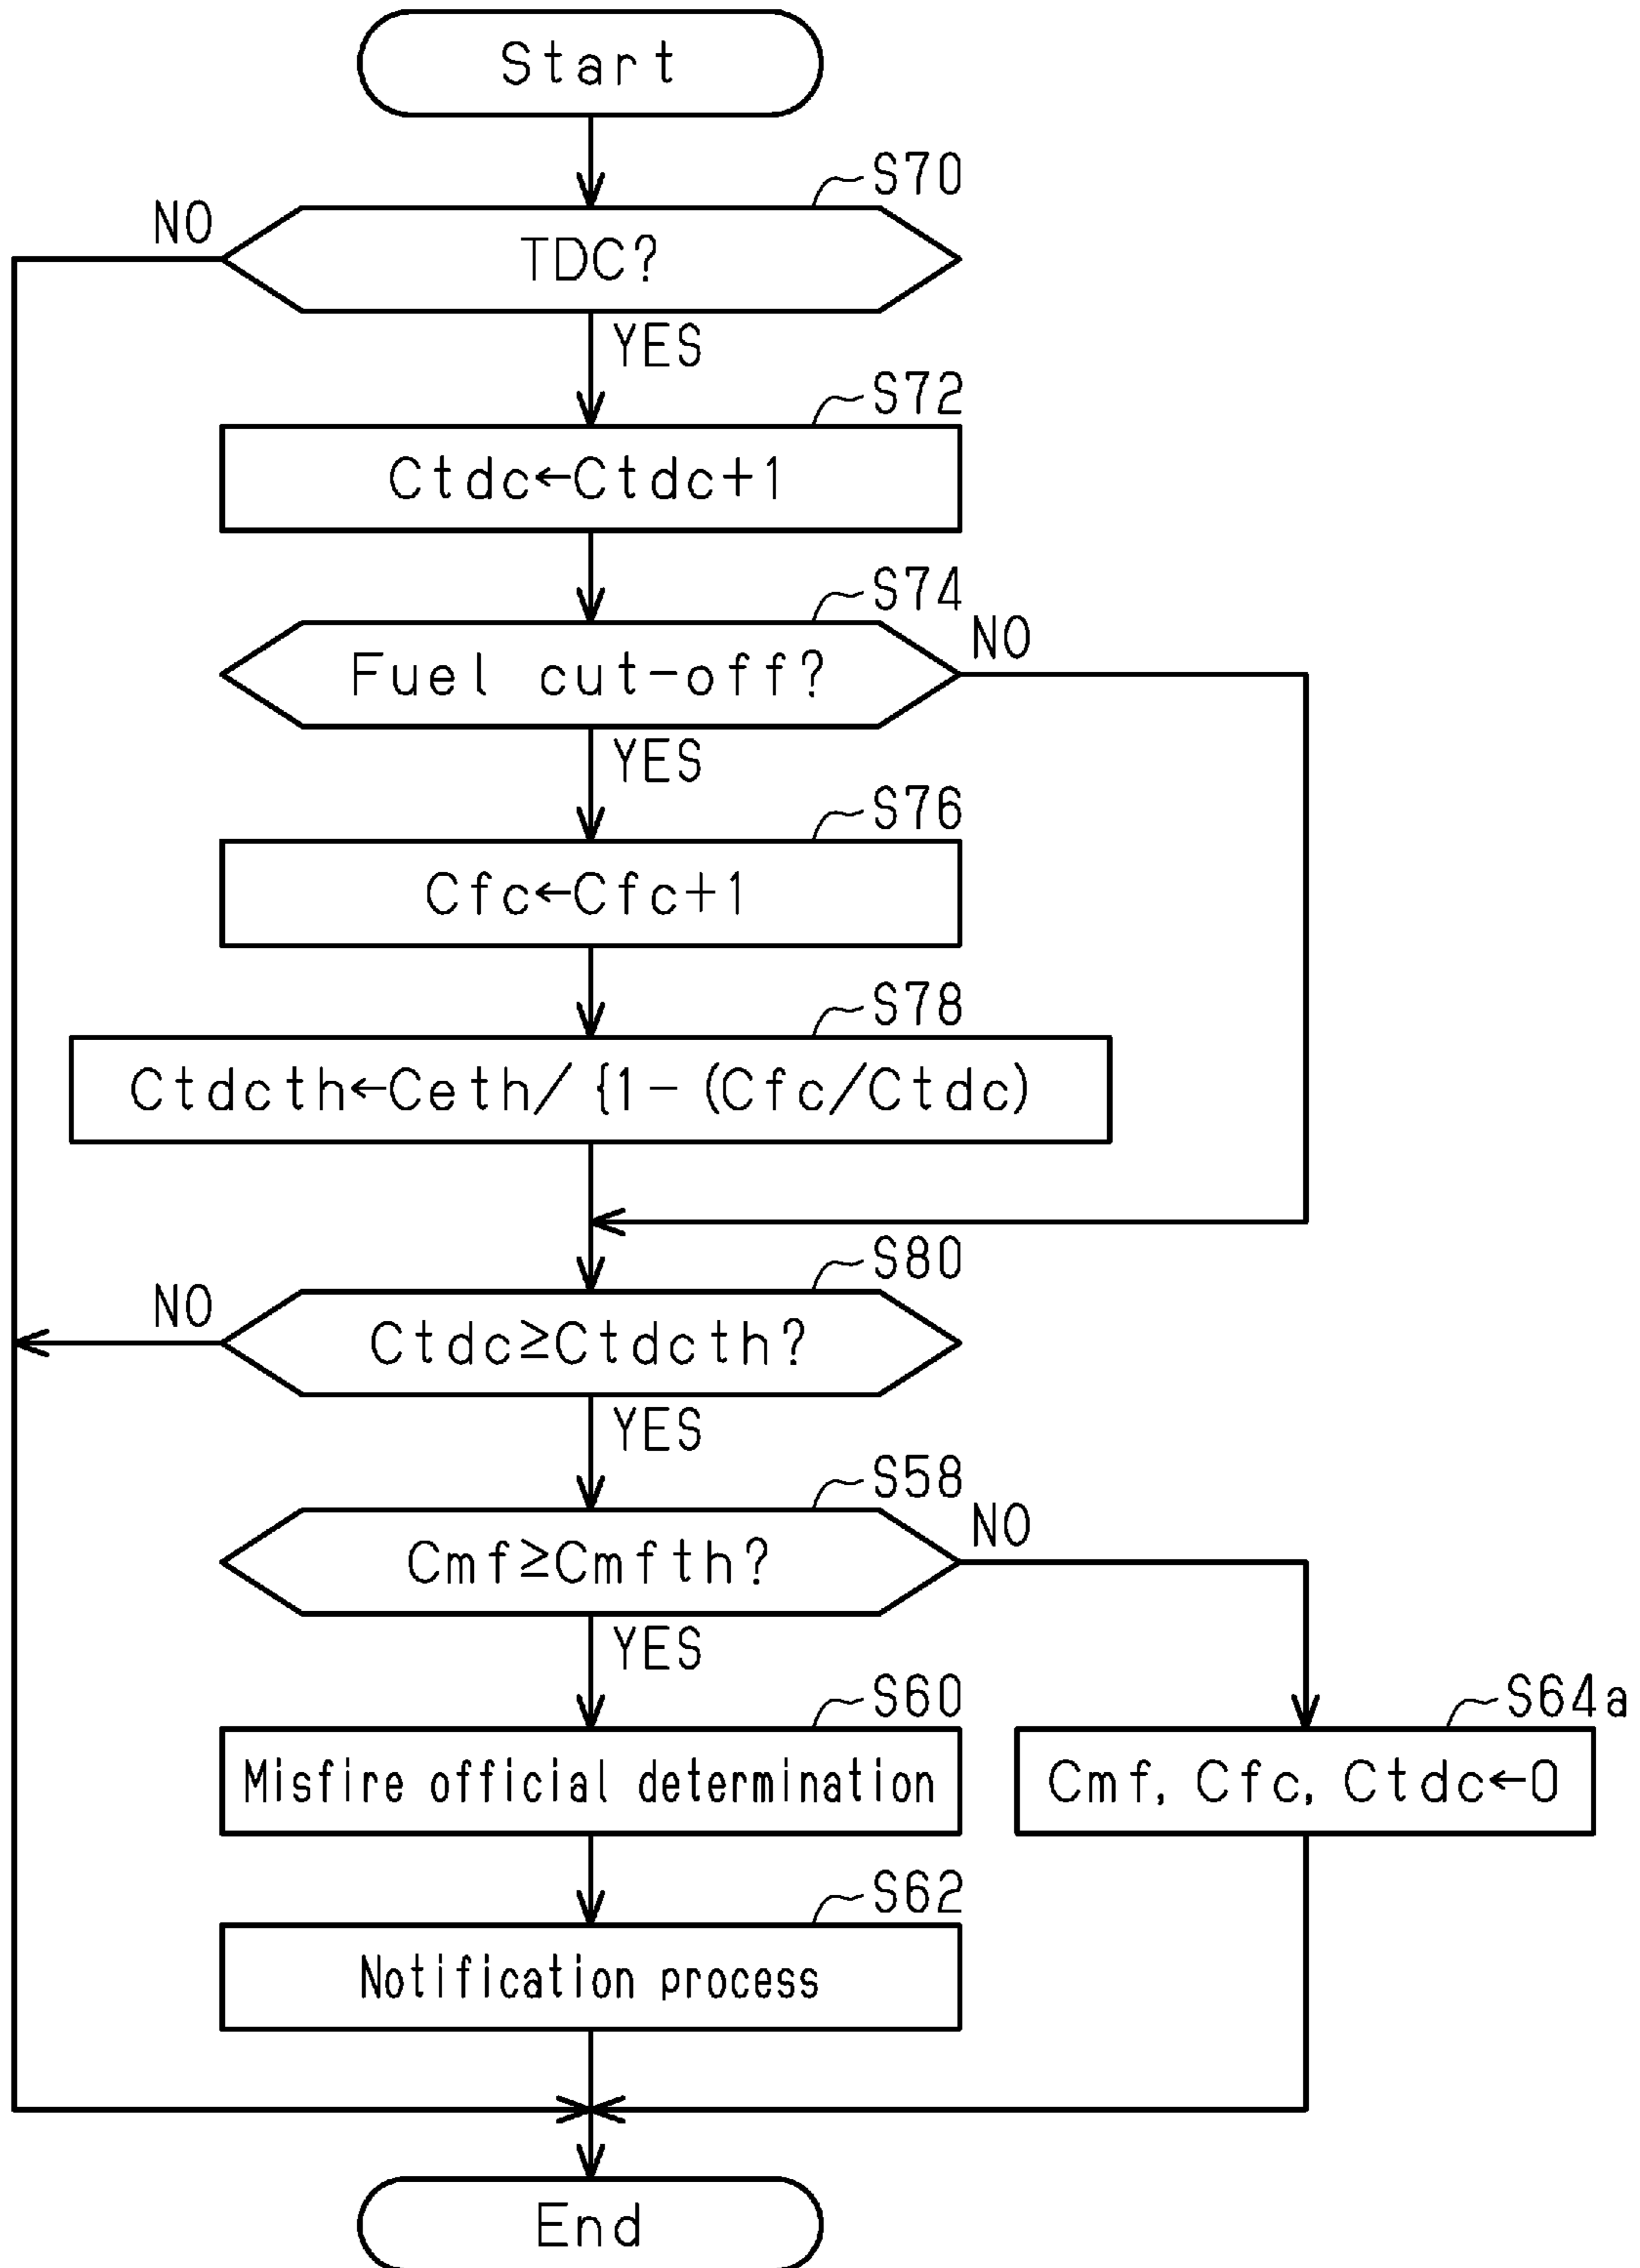 Start
S70
NO
TDC?
YES
S72
Ctdc←Ctdc+1
S74
NO
Fuel cut-off?
YES
S76
Cfc←Cfc+1
S78
Ctdcth←Ceth/{1-(Cfc/Ctdc)
S80
NO
Ctdc≧Ctdcth?
YES
S58
NO
Cmf≧Cmfth?
YES
S60
S64a
Misfire official determination
Cmf, Cfc, Ctdc←0
S62
Notification process
End